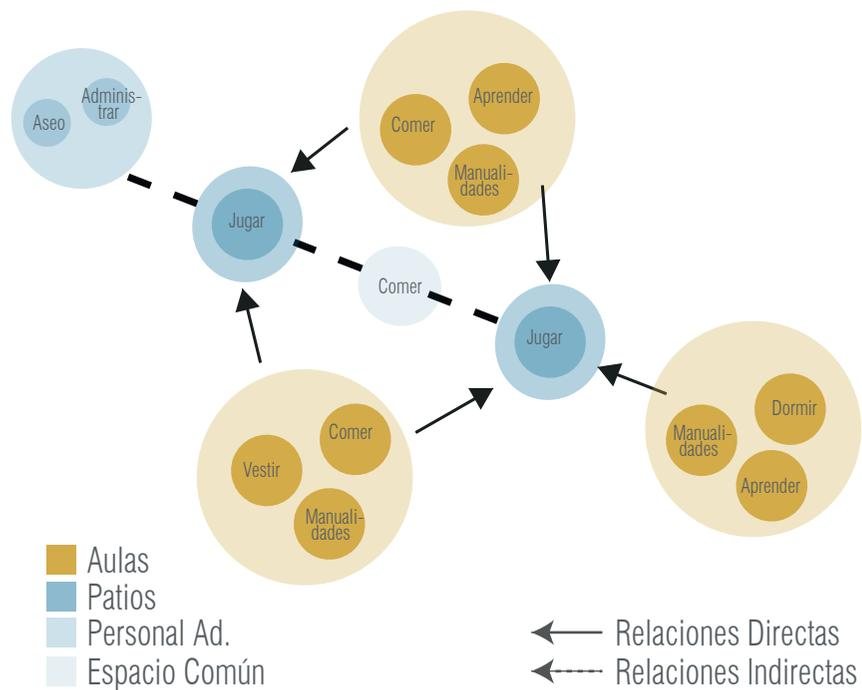 Adminis-
trar
Aseo
Aprender
Comer
Manuali-
dades
Jugar
Comer
Jugar
Dormir
Manuali-
dades
Aprender
Comer
Vestir
Manuali-
dades
Aulas
Patios
Personal Ad.
Espacio Común
Relaciones Directas
Relaciones Indirectas